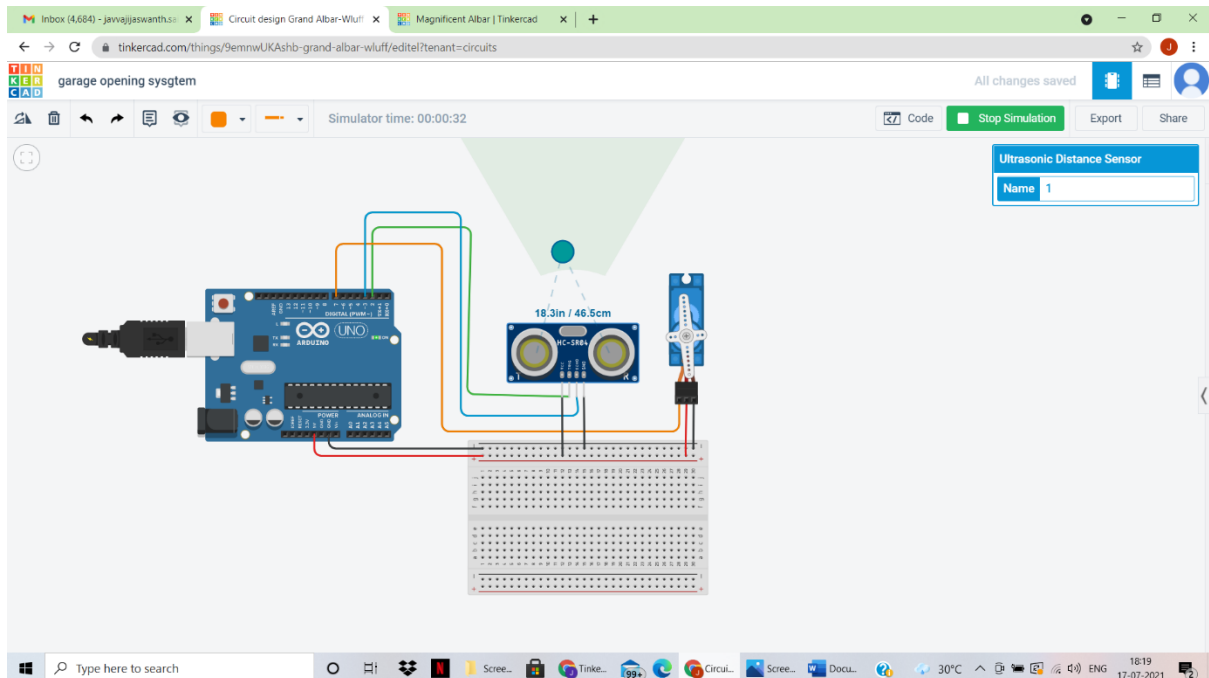 Inbox (4,684) - javvajijaswanth.sa
Circuit design Grand Albar-Wluff
Magnificent Albar | Tinkercad
tinkercad.com/things/9emnwUKAshb-grand-albar-wluff/editel?tenant=circuits
J
TIN
KER
CAD
garage opening sysgtem
All changes saved
Simulator time: 00:00:32
Code
Stop Simulation
Export
Share
Ultrasonic Distance Sensor
Name 1
DIGITAL (PWM~)
UNO
ARDUINO
POWER
ANALOG IN
18.3in / 46.5cm
HC-SR04
T
R
Type here to search
Scree...
Tinke...
99+
Circui...
Scree...
Docu...
30°C
ENG
18:19
17-07-2021
2